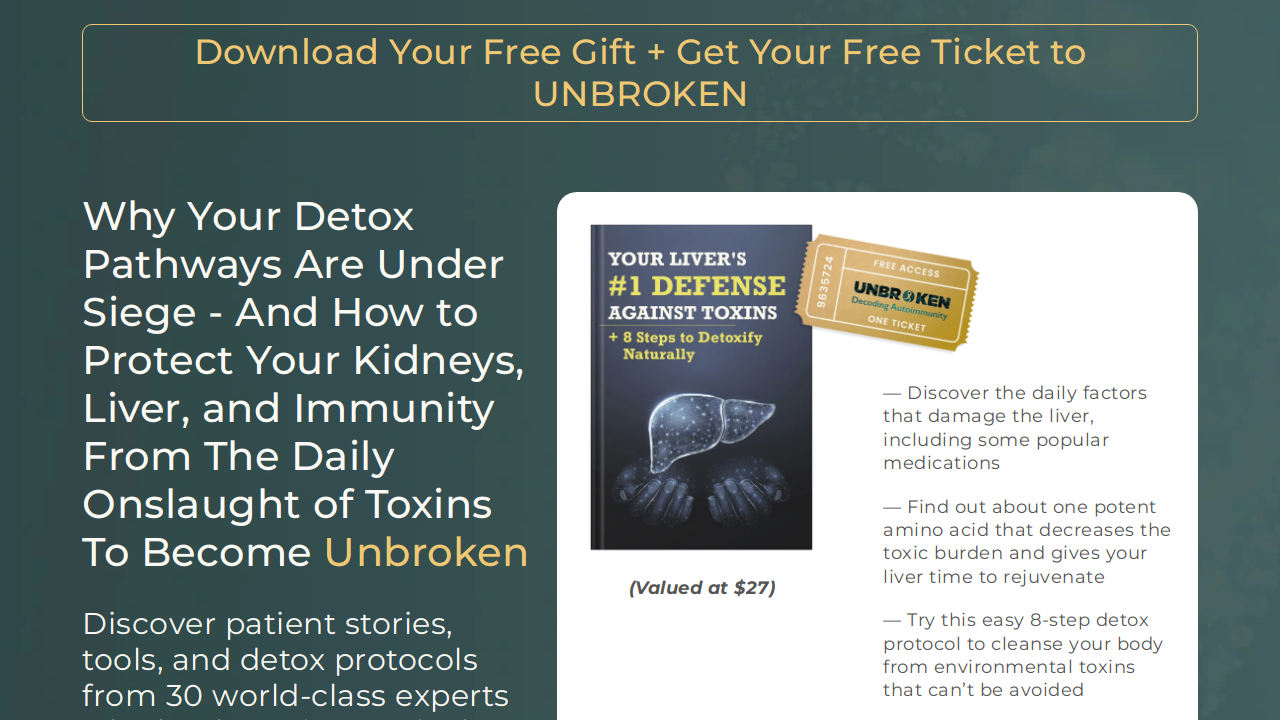 Download Your Free Gift + Get Your Free Ticket to
UNBROKEN
Why Your Detox
Pathways Are Under
Siege - And How to
Protect Your Kidneys,
Liver, and Immunity
From The Daily
Onslaught of Toxins
To Become Unbroken
Discover patient stories,
tools, and detox protocols
from 30 world-class experts
YOUR LIVER'S
#1 DEFENSE
AGAINST TOXINS
+ 8 Steps to Detoxify
Naturally
(Valued at $27)
9635724
FREE ACCESS
UNBROKEN
Decoding Autoimmunity
ONE TICKET
— Discover the daily factors
that damage the liver,
including some popular
medications
— Find out about one potent
amino acid that decreases the
toxic burden and gives your
liver time to rejuvenate
— Try this easy 8-step detox
protocol to cleanse your body
from environmental toxins
that can’t be avoided